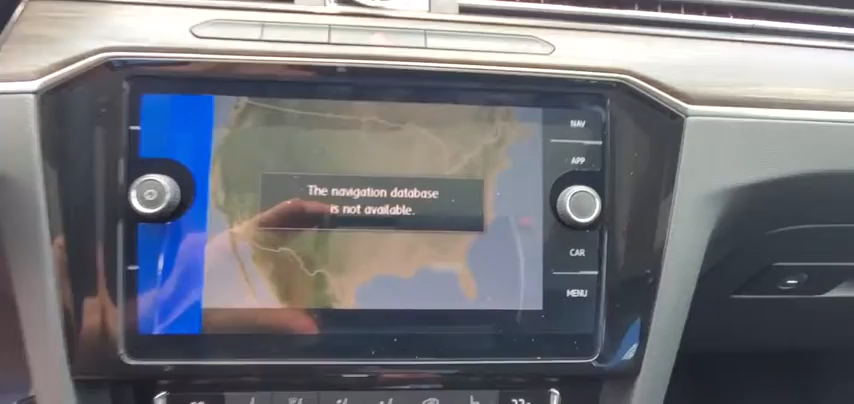 The navigation database
is not available.
NAV
APP
CAR
MENU